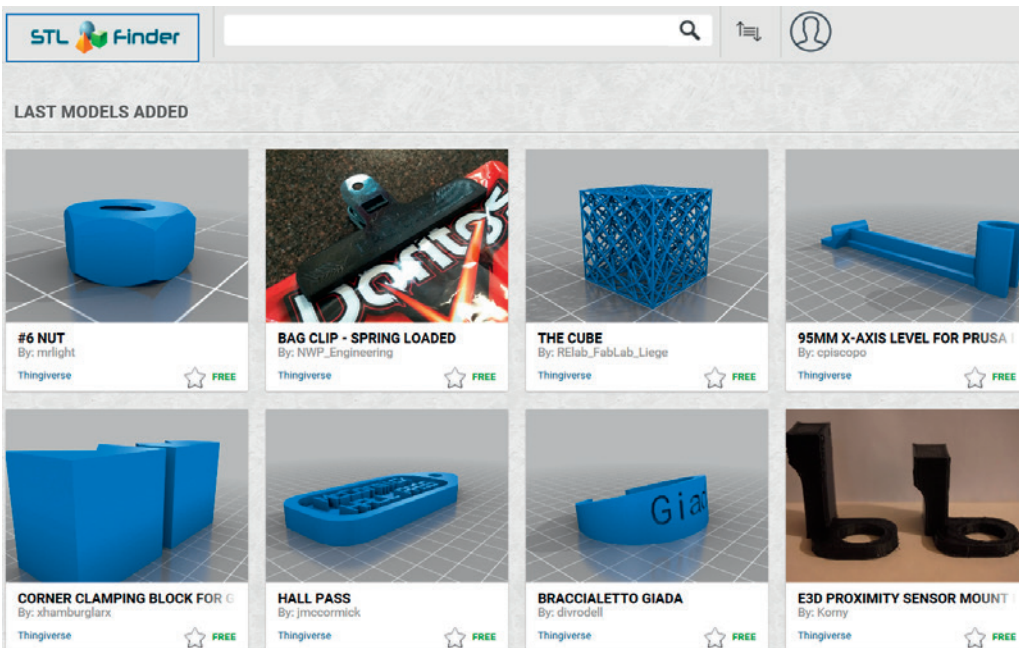 STL Finder
LAST MODELS ADDED
#6 NUT
By: mrlight
Thingiverse
FREE
Doritos
BAG CLIP - SPRING LOADED
By: NWP_Engineering
Thingiverse
FREE
THE CUBE
By: RElab_FabLab_Liege
Thingiverse
FREE
95MM X-AXIS LEVEL FOR PRUSA
By: cpiscopo
Thingiverse
FREE
CORNER CLAMPING BLOCK FOR G
By: xhamburglarx
Thingiverse
FREE
HALL PASS
By: jmccormick
Thingiverse
FREE
Giad
BRACCIALETTO GIADA
By: divrodell
Thingiverse
FREE
E3D PROXIMITY SENSOR MOUNT
By: Korny
Thingiverse
FREE